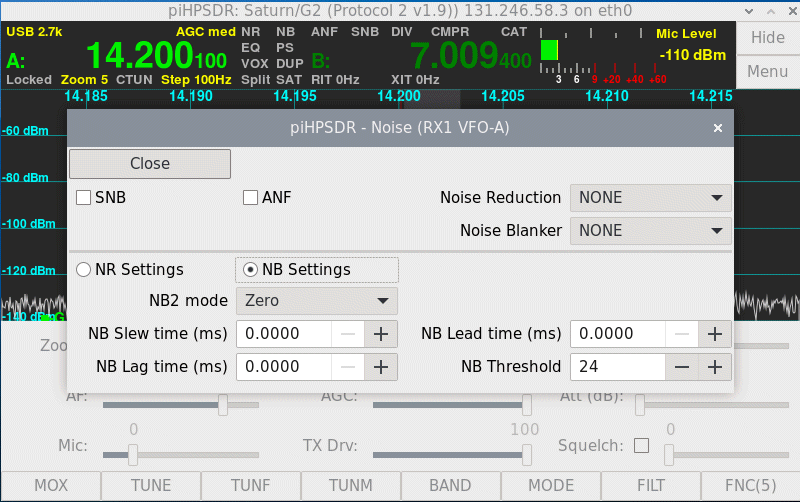 piHPSDR: Saturn/G2 (Protocol 2 v1.9)) 131.246.58.3 on eth0
USB 2.7k AGC med NR NB ANF SNB DIV CMPR CAT Mic Level Hide
A: 14.200100 EQ PS B: 7.009400 -110 dBm
VOX DUP
Locked Zoom 5 CTUN Step 100Hz Split SAT RIT 0Hz XIT 0Hz 3 6 9 +20 +40 +60 Menu
14.185 14.190 14.195 14.200 14.205 14.210 14.215
piHPSDR - Noise (RX1 VFO-A) ×
-60 dBm
Close
-80 dBm
SNB ANF Noise Reduction NONE
-100 dBm
Noise Blanker NONE
-120 dBm
NR Settings NB Settings
NB2 mode Zero
-140 dBm G
NB Slew time (ms) 0.0000 − + NB Lead time (ms) 0.0000 − +
Zoo
NB Lag time (ms) 0.0000 − + NB Threshold 24 − +
AF: AGC: Att (dB):
0 100 0
Mic: TX Drv: Squelch:
MOX TUNE TUNF TUNM BAND MODE FILT FNC(5)